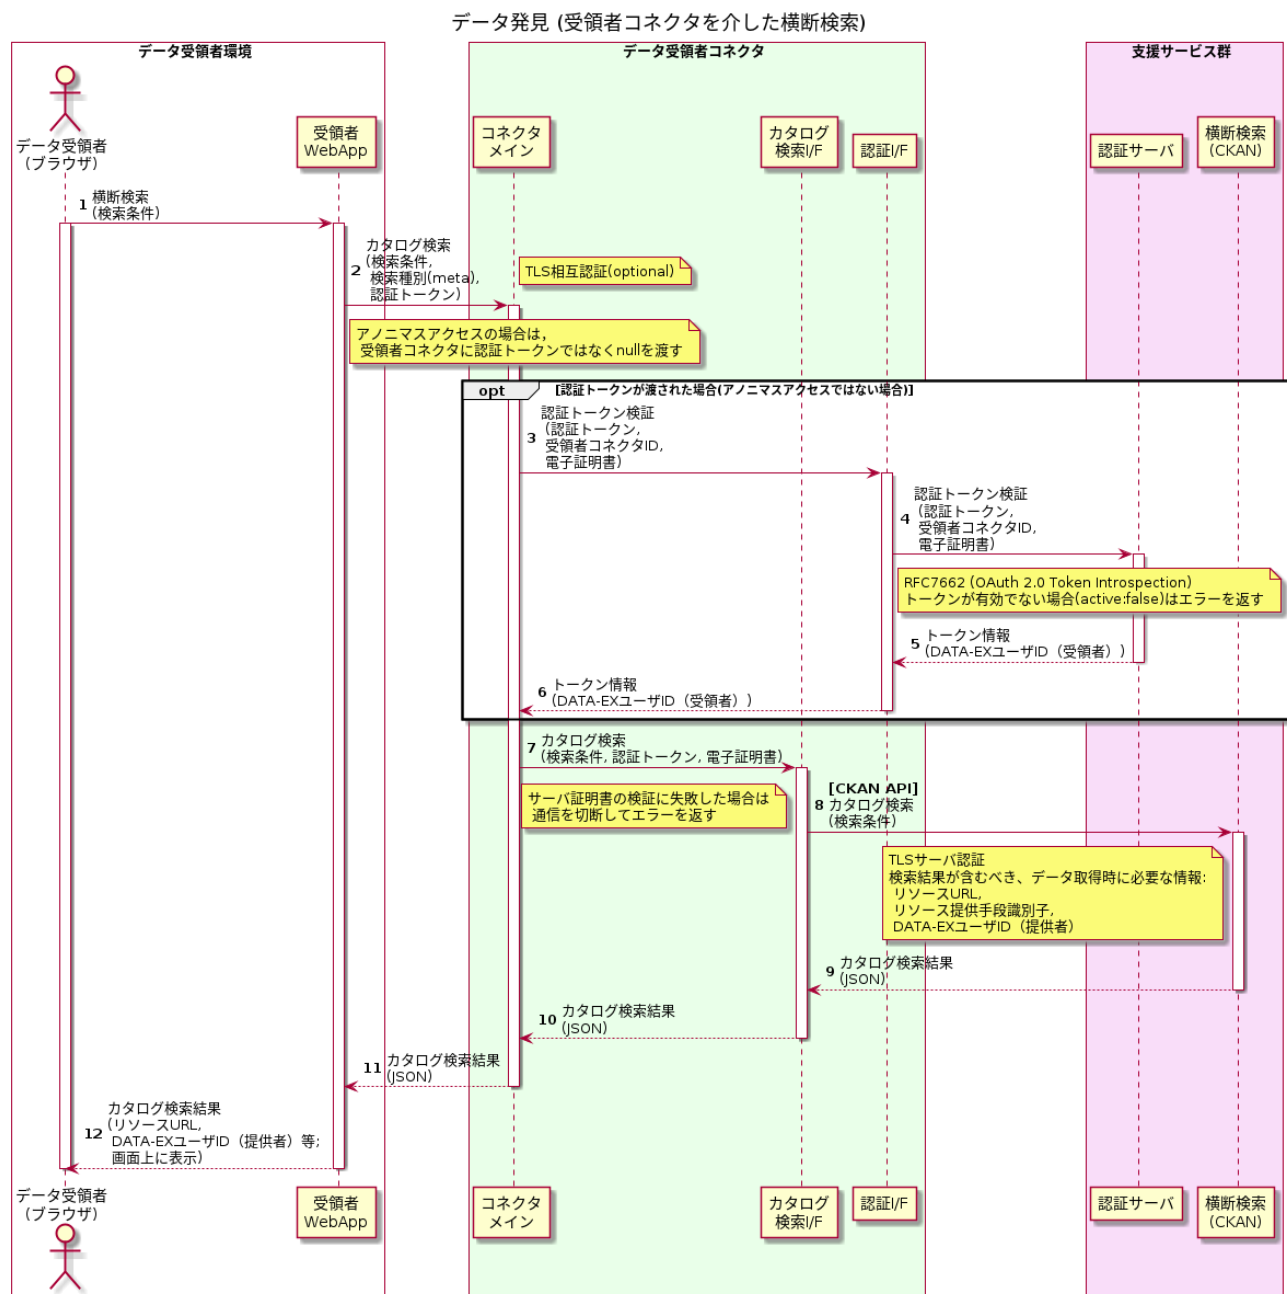 データ発見 (受領者コネクタを介した横断検索)
データ受領者環境
データ受領者コネクタ
支援サービス群
データ受領者
(ブラウザ)
受領者
WebApp
コネクタ
メイン
カタログ
検索I/F
認証I/F
認証サーバ
横断検索
(CKAN)
1 横断検索
(検索条件)
2 カタログ検索
(検索条件,
検索種別(meta),
認証トークン)
TLS相互認証(optional)
アノニマスアクセスの場合は,
受領者コネクタに認証トークンではなくnullを渡す
opt [認証トークンが渡された場合(アノニマスアクセスではない場合)]
3 認証トークン検証
(認証トークン,
受領者コネクタID,
電子証明書)
4 認証トークン検証
(認証トークン,
受領者コネクタID,
電子証明書)
RFC7662 (OAuth 2.0 Token Introspection)
トークンが有効でない場合(active:false)はエラーを返す
5 トークン情報
(DATA-EXユーザID（受領者）)
6 トークン情報
(DATA-EXユーザID（受領者）)
7 カタログ検索
(検索条件, 認証トークン, 電子証明書)
サーバ証明書の検証に失敗した場合は
通信を切断してエラーを返す
[CKAN API]
8 カタログ検索
(検索条件)
TLSサーバ認証
検索結果が含むべき、データ取得時に必要な情報:
リソースURL,
リソース提供手段識別子,
DATA-EXユーザID（提供者）
9 カタログ検索結果
(JSON)
10 カタログ検索結果
(JSON)
11 カタログ検索結果
(JSON)
12 カタログ検索結果
(リソースURL,
DATA-EXユーザID（提供者）等;
画面上に表示)
データ受領者
(ブラウザ)
受領者
WebApp
コネクタ
メイン
カタログ
検索I/F
認証I/F
認証サーバ
横断検索
(CKAN)